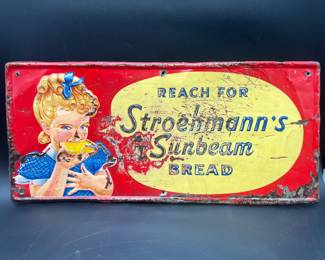 REACH FOR
Stroehmann's
Sunbeam
BREAD